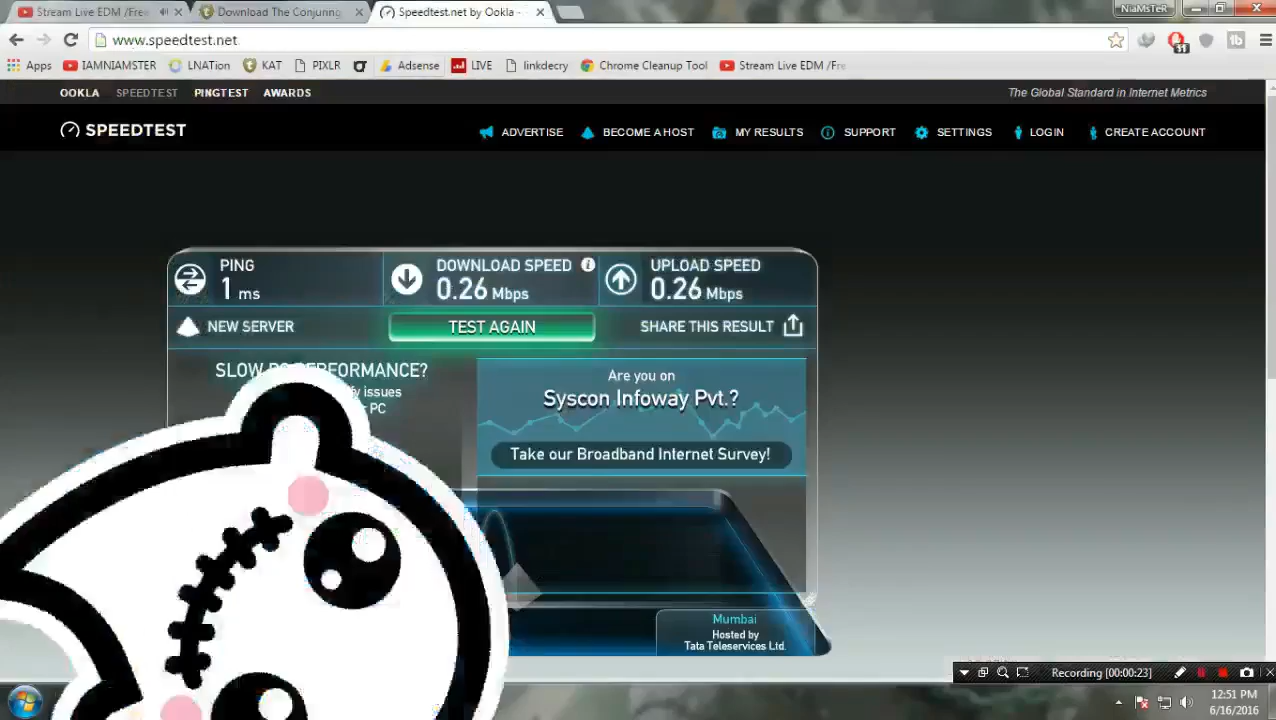 Stream Live EDM /Free
Download The Conjunng
Speedtest.net by Ookla -
NiaMSTeR
www.speedtest.net
51
Apps
IAMNIAMSTER
LNATion
KAT
PIXLR
Adsense
LIVE
linkdecry
Chrome Cleanup Tool
Stream Live EDM /Fre
OOKLA SPEEDTEST PINGTEST AWARDS
The Global Standard in Internet Metrics
SPEEDTEST
ADVERTISE
BECOME A HOST
MY RESULTS
SUPPORT
SETTINGS
LOGIN
CREATE ACCOUNT
PING
1 ms
DOWNLOAD SPEED
0.26 Mbps
UPLOAD SPEED
0.26 Mbps
NEW SERVER
TEST AGAIN
SHARE THIS RESULT
SLOW PERFORMANCE?
issues
PC
Are you on
Syscon Infoway Pvt.?
Take our Broadband Internet Survey!
Mumbai
Hosted by
Tata Teleservices Ltd.
Recording [00:00:23]
12:51 PM
6/16/2016